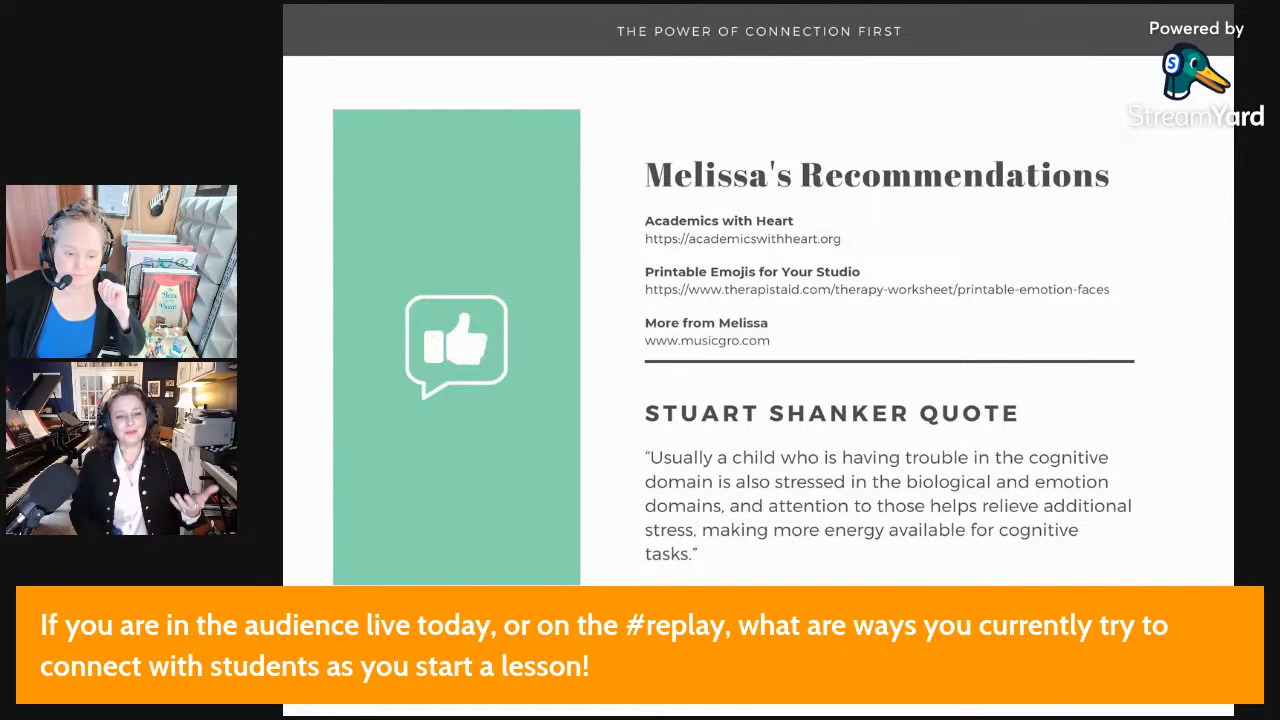 THE POWER OF CONNECTION FIRST
Powered by
S
StreamYard
Melissa's Recommendations
Academics with Heart
https://academicswithheart.org
Printable Emojis for Your Studio
https://www.therapistaid.com/therapy-worksheet/printable-emotion-faces
More from Melissa
www.musicgro.com
STUART SHANKER QUOTE
“Usually a child who is having trouble in the cognitive
domain is also stressed in the biological and emotion
domains, and attention to those helps relieve additional
stress, making more energy available for cognitive
tasks.”
If you are in the audience live today, or on the #replay, what are ways you currently try to
connect with students as you start a lesson!